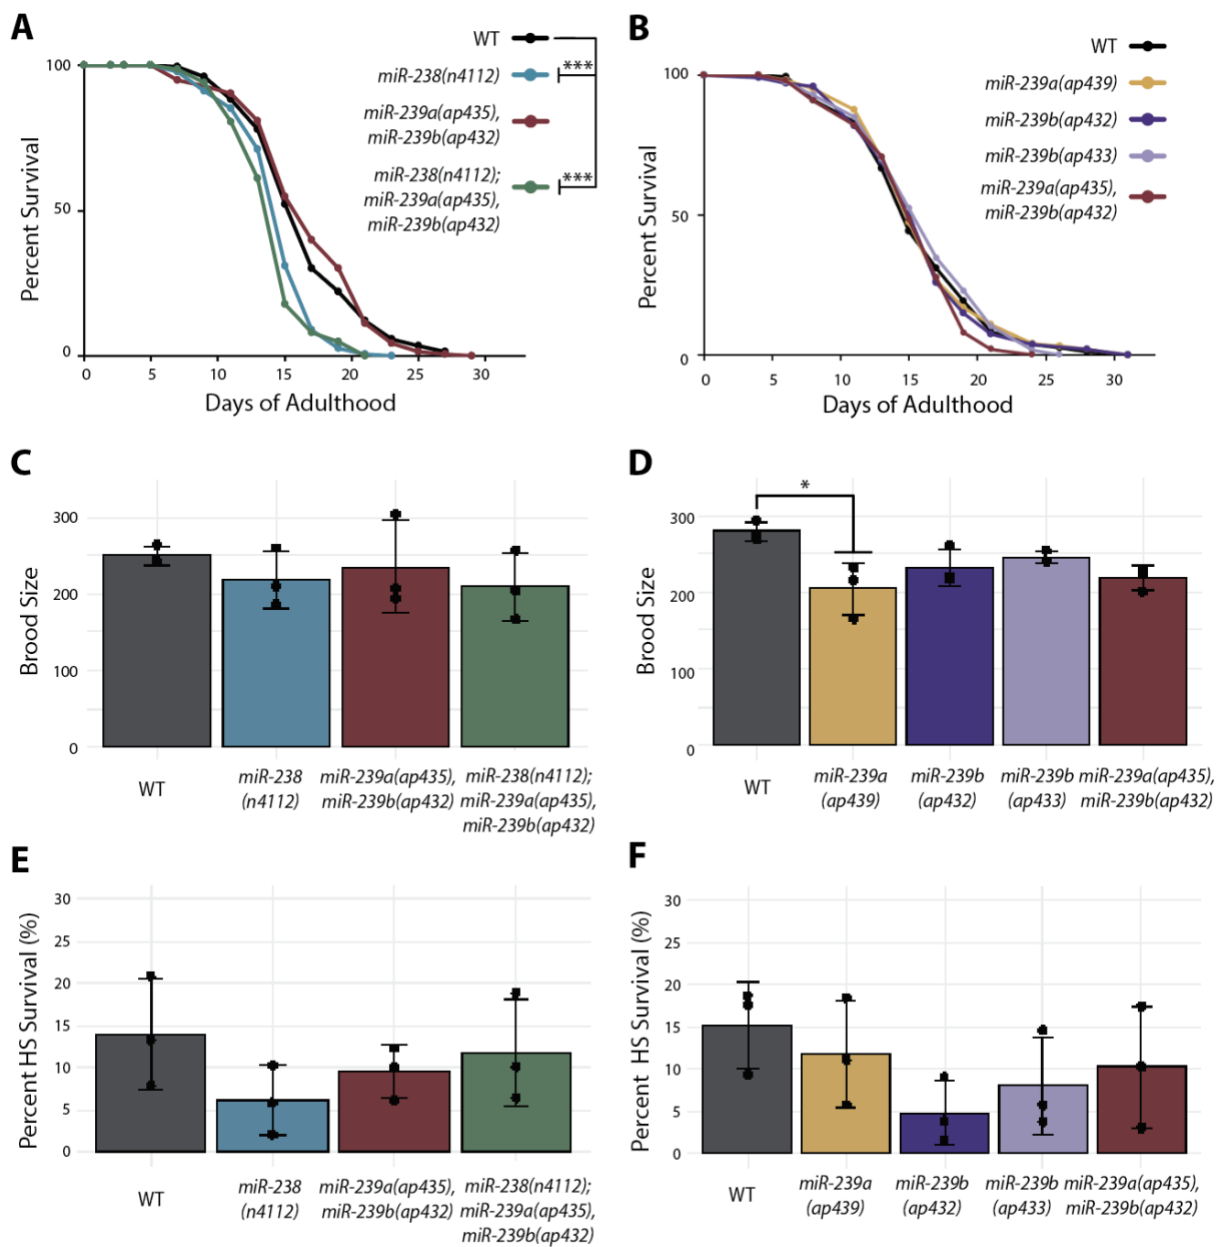 A
WT
miR-238(n4112)
***
miR-239a(ap435),
miR-239b(ap432)
miR-238(n4112);
***
miR-239a(ap435),
miR-239b(ap432)
Percent Survival
100
50
0
0 5 10 15 20 25 30
Days of Adulthood
B
WT
miR-239a(ap439)
miR-239b(ap432)
miR-239b(ap433)
miR-239a(ap435),
miR-239b(ap432)
Percent Survival
100
50
0
0 5 10 15 20 25 30
Days of Adulthood
C
Brood Size
300
200
100
0
WT
miR-238
(n4112)
miR-239a(ap435),
miR-239b(ap432)
miR-238(n4112);
miR-239a(ap435),
miR-239b(ap432)
D
*
Brood Size
300
200
100
0
WT
miR-239a
(ap439)
miR-239b
(ap432)
miR-239b
(ap433)
miR-239a(ap435),
miR-239b(ap432)
E
Percent HS Survival (%)
30
25
20
15
10
5
0
WT
miR-238
(n4112)
miR-239a(ap435),
miR-239b(ap432)
miR-238(n4112);
miR-239a(ap435),
miR-239b(ap432)
F
Percent HS Survival (%)
30
25
20
15
10
5
0
WT
miR-239a
(ap439)
miR-239b
(ap432)
miR-239b
(ap433)
miR-239a(ap435),
miR-239b(ap432)